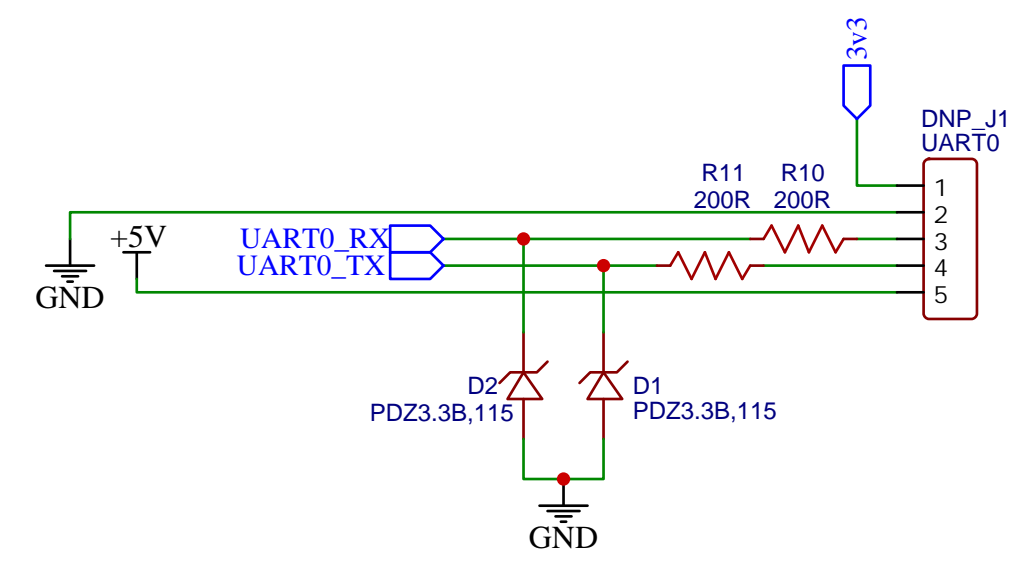 3v3
DNP_J1
UART0
R11
200R
R10
200R
1
2
3
4
5
+5V
UART0_RX
UART0_TX
GND
D2
PDZ3.3B,115
D1
PDZ3.3B,115
GND